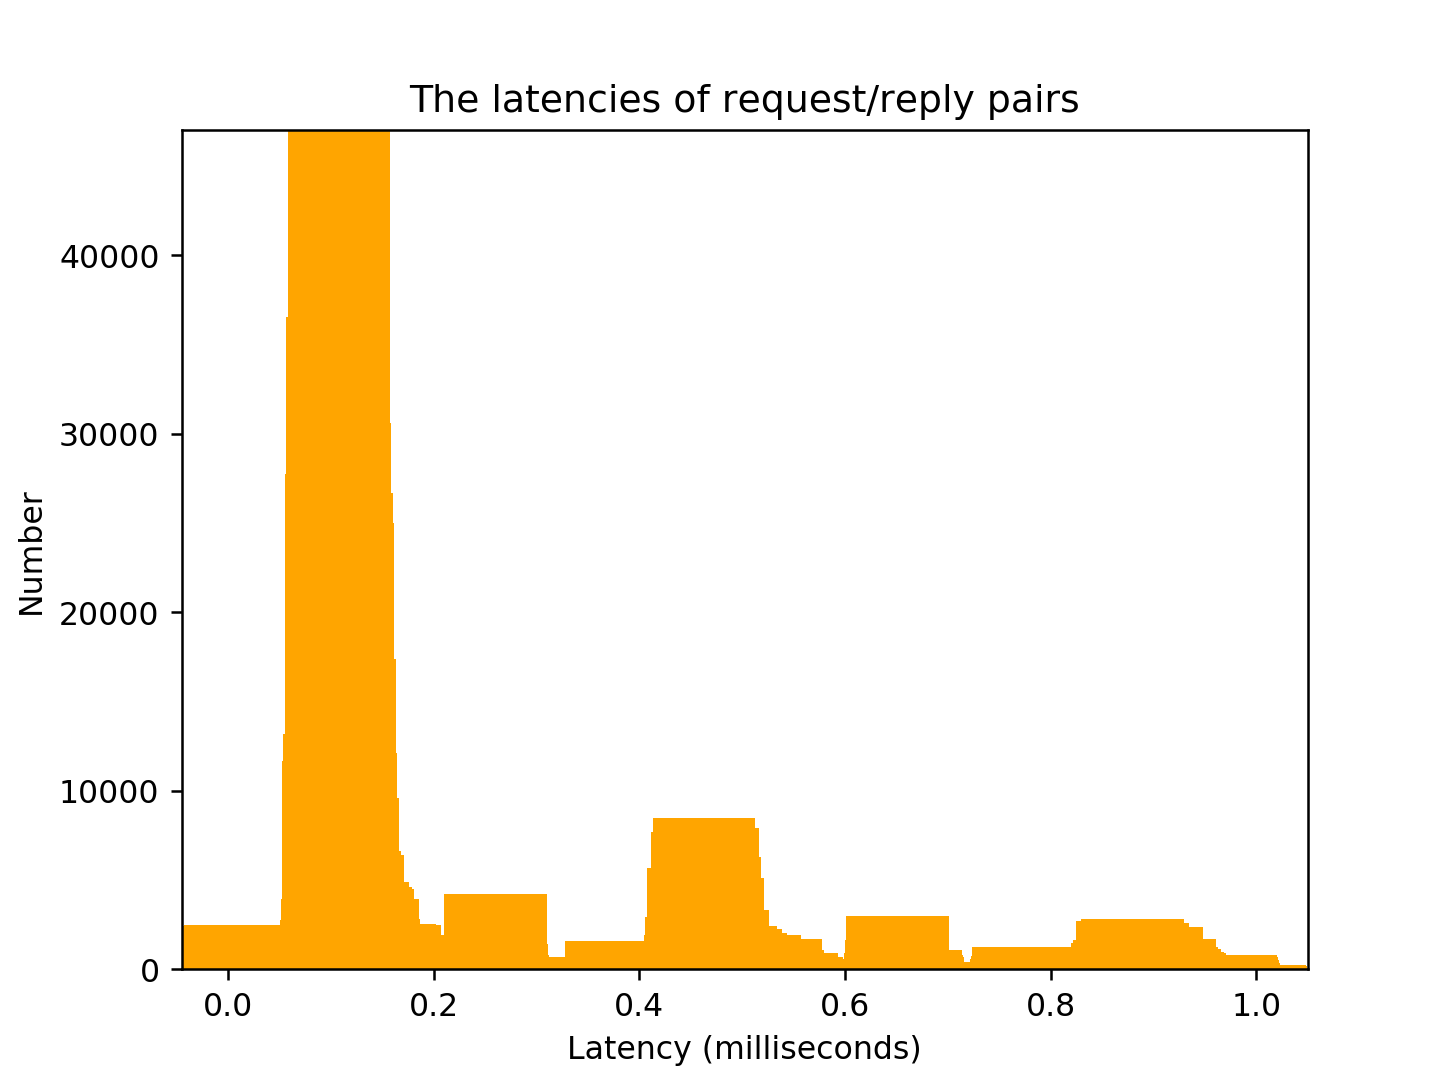 The latencies of request/reply pairs
Number
40000
30000
20000
10000
0
0.0 0.2 0.4 0.6 0.8 1.0
Latency (milliseconds)